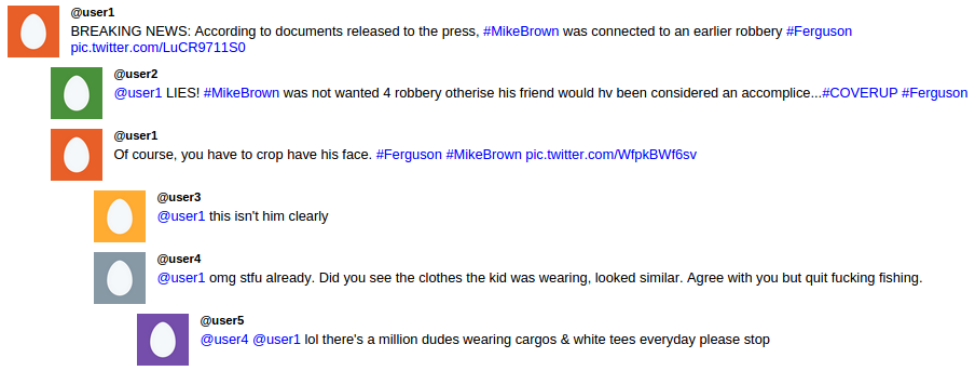 @user1
BREAKING NEWS: According to documents released to the press, #MikeBrown was connected to an earlier robbery #Ferguson
pic.twitter.com/LuCR9711S0
@user2
@user1 LIES! #MikeBrown was not wanted 4 robbery otherise his friend would hv been considered an accomplice...#COVERUP #Ferguson
@user1
Of course, you have to crop have his face. #Ferguson #MikeBrown pic.twitter.com/WfpkBWf6sv
@user3
@user1 this isn't him clearly
@user4
@user1 omg stfu already. Did you see the clothes the kid was wearing, looked similar. Agree with you but quit fucking fishing.
@user5
@user4 @user1 lol there's a million dudes wearing cargos & white tees everyday please stop